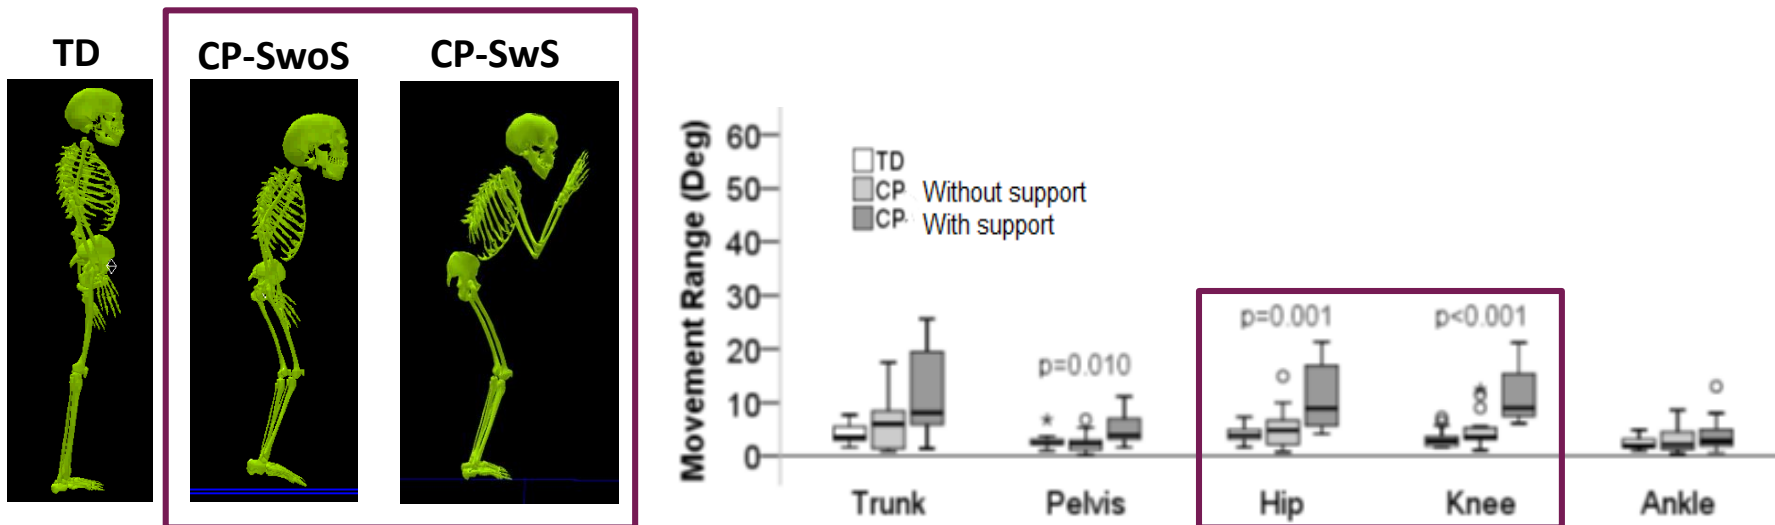 TD
CP-SwoS
CP-SwS
Movement Range (Deg)
60
50
40
30
20
10
0
TD
CP Without support
CP- With support
p=0.010
p=0.001
p<0.001
Trunk
Pelvis
Hip
Knee
Ankle